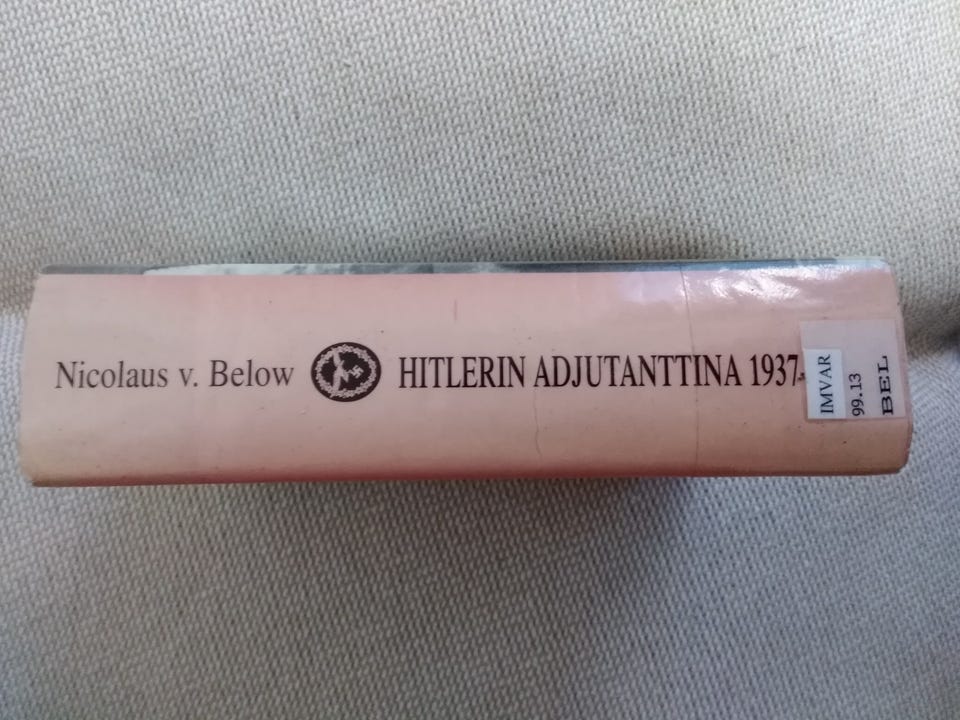 Nicolaus v. Below HITLERIN ADJUTANTTINA 1937-
IMVAR
99.13
BEL